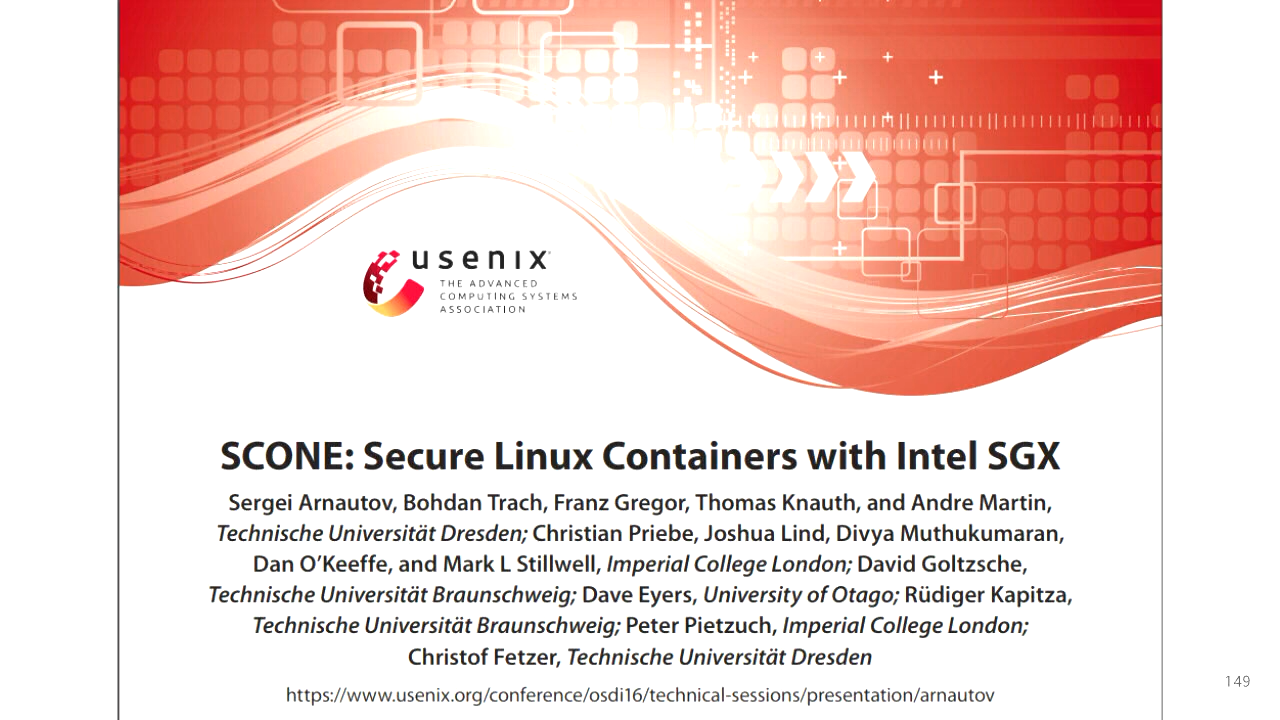 usenix
THE ADVANCED
COMPUTING SYSTEMS
ASSOCIATION
SCONE: Secure Linux Containers with Intel SGX
Sergei Arnautov, Bohdan Trach, Franz Gregor, Thomas Knauth, and Andre Martin,
Technische Universität Dresden; Christian Priebe, Joshua Lind, Divya Muthukumaran,
Dan O’Keeffe, and Mark L Stillwell, Imperial College London; David Goltzsche,
Technische Universität Braunschweig; Dave Eyers, University of Otago; Rüdiger Kapitza,
Technische Universität Braunschweig; Peter Pietzuch, Imperial College London;
Christof Fetzer, Technische Universität Dresden
https://www.usenix.org/conference/osdi16/technical-sessions/presentation/arnautov
149